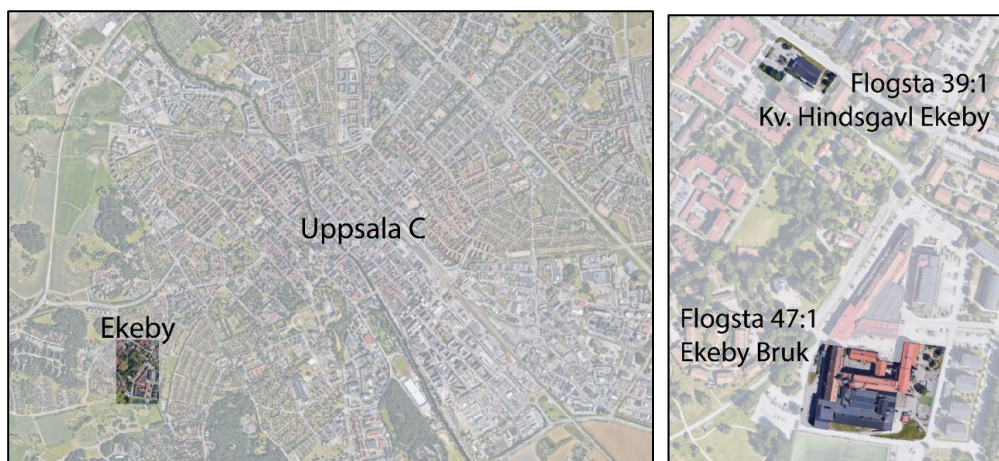 Uppsala C
Ekeby
Flogsta 39:1
Kv. Hindsgavl Ekeby
Flogsta 47:1
Ekeby Bruk